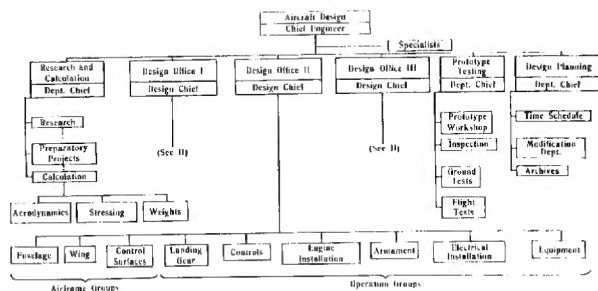 Aircraft Design
Chief Engineer
Specialists
Research and
Calculation
Dept. Chief
Design Office I
Design Chief
Design Office II
Design Chief
Design Office III
Design Chief
Prototype
Testing
Dept. Chief
Design Planning
Dept. Chief
Research
Preparatory
Projects
Calculation
(See II)
(See II)
Prototype
Workshop
Inspection
Ground
Tests
Flight
Tests
Time Schedule
Modification
Dept.
Archives
Aerodynamics
Stressing
Weights
Fuselage
Wing
Control
Surfaces
Landing
Gear
Controls
Engine
Installation
Armament
Electrical
Installation
Equipment
Airframe Groups
Operation Groups